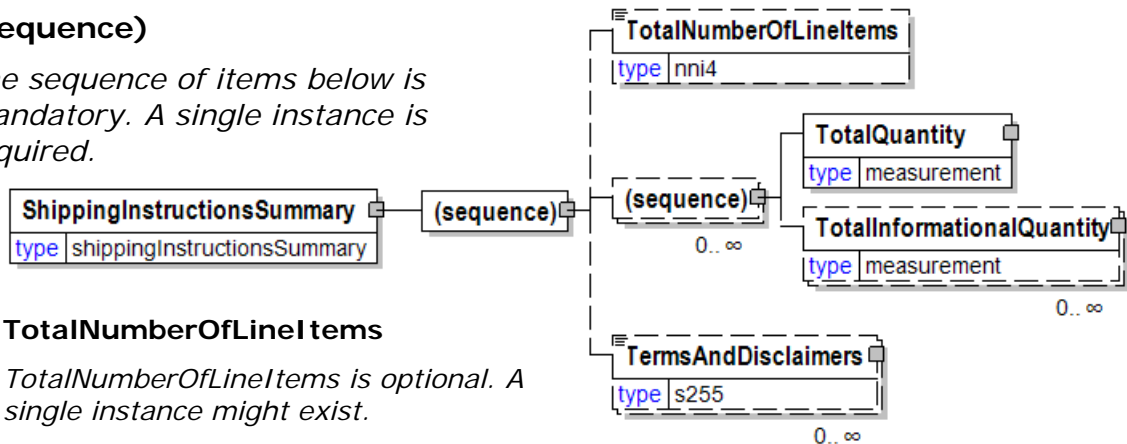 equence)
e sequence of items below is
andatory. A single instance is
quired.
ShippingInstructionsSummary
type shippingInstructionsSummary
(sequence)
TotalNumberOfLineItems
type nni4
(sequence)
0.. ∞
TotalQuantity
type measurement
TotalInformationalQuantity
type measurement
0.. ∞
TermsAndDisclaimers
type s255
0.. ∞
TotalNumberOfLineItems
TotalNumberOfLineItems is optional. A
single instance might exist.